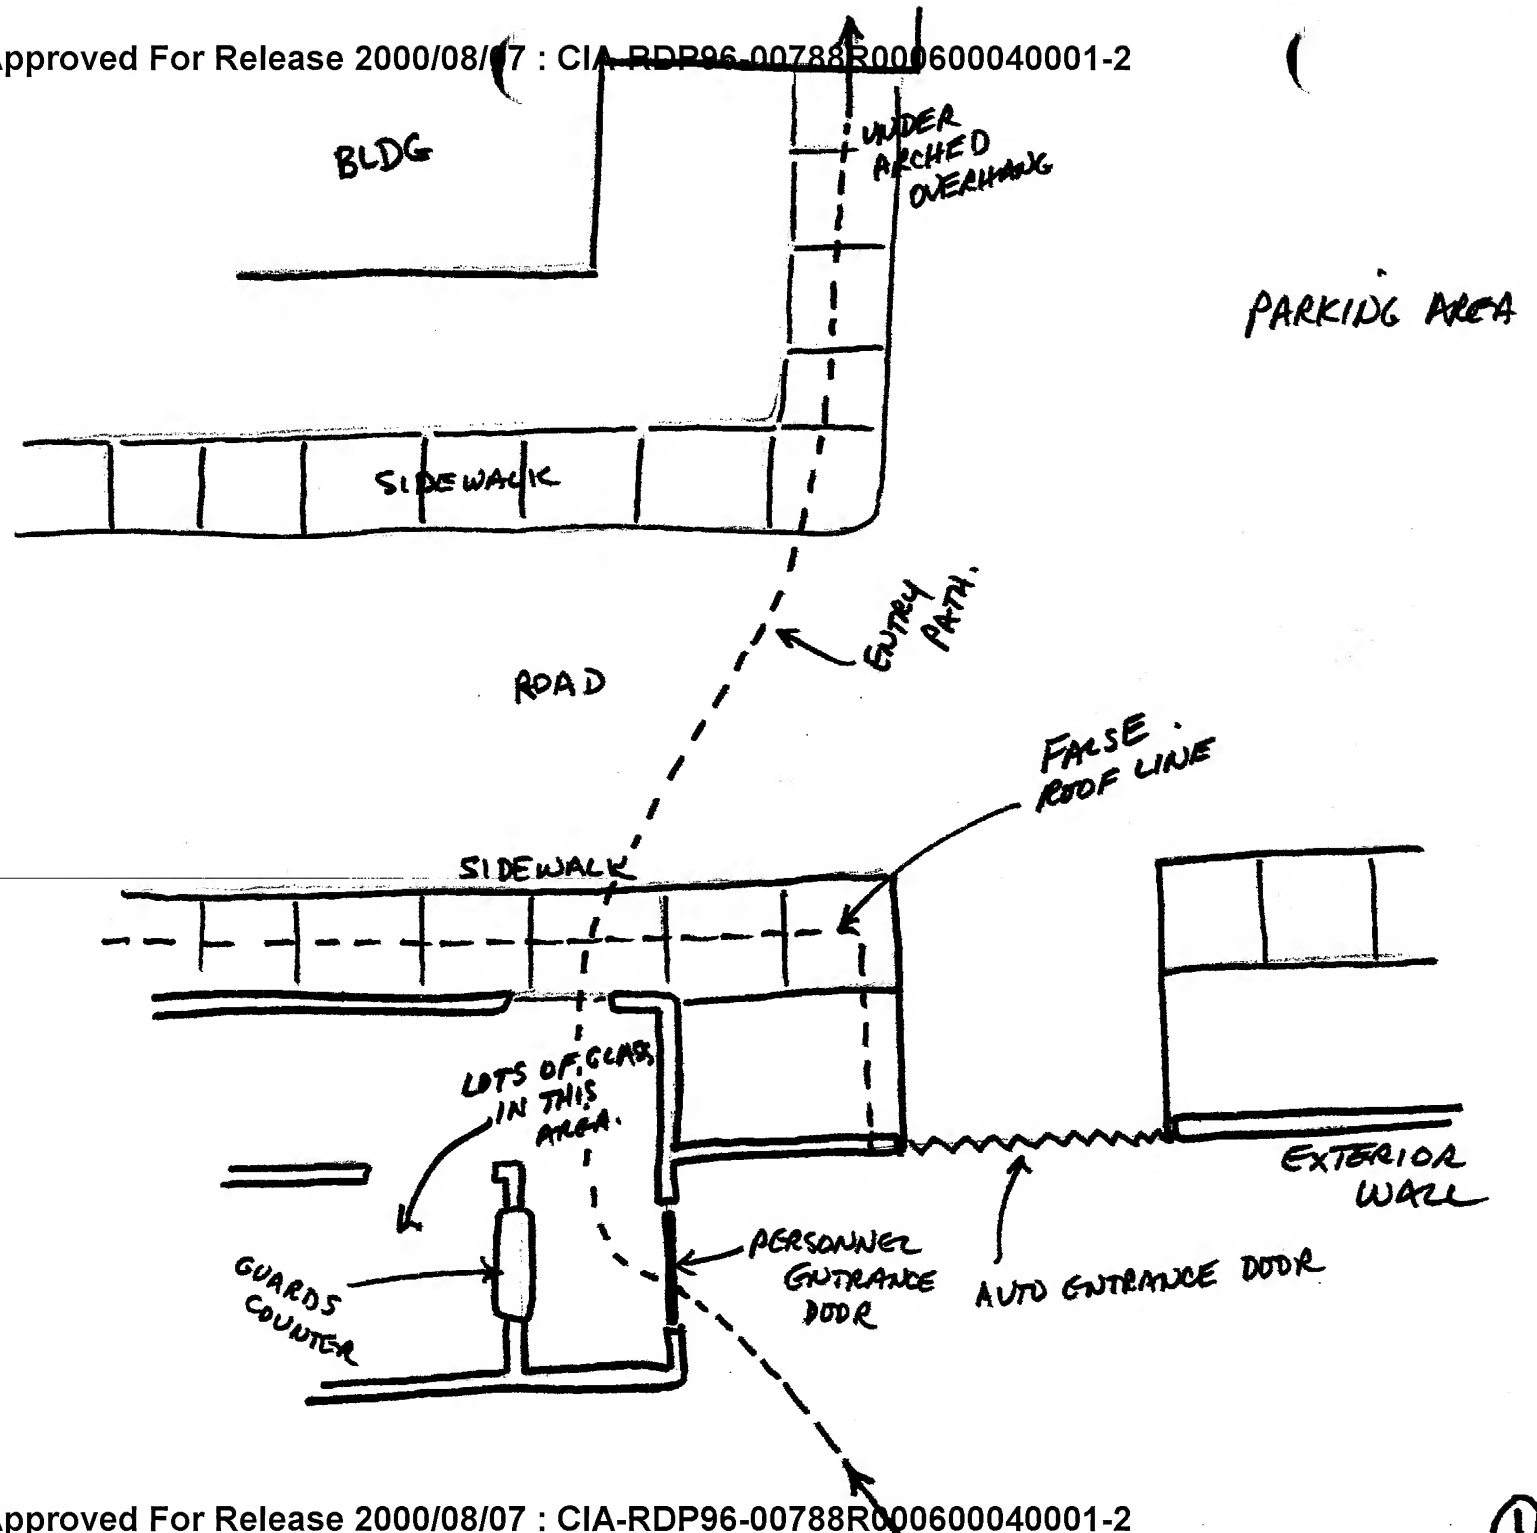 Approved For Release 2000/08/07 : CIA-RDP96-00788R000600040001-2
BLDG
UNDER
ARCHED
OVERHANG
PARKING AREA
SIDEWALK
ENTRY
PATH.
ROAD
FALSE
ROOF LINE
SIDEWALK
LOTS OF GLASS
IN THIS
AREA.
EXTERIOR
WALL
PERSONNEL
ENTRANCE
DOOR
AUTO ENTRANCE DOOR
GUARDS
COUNTER
Approved For Release 2000/08/07 : CIA-RDP96-00788R000600040001-2
1